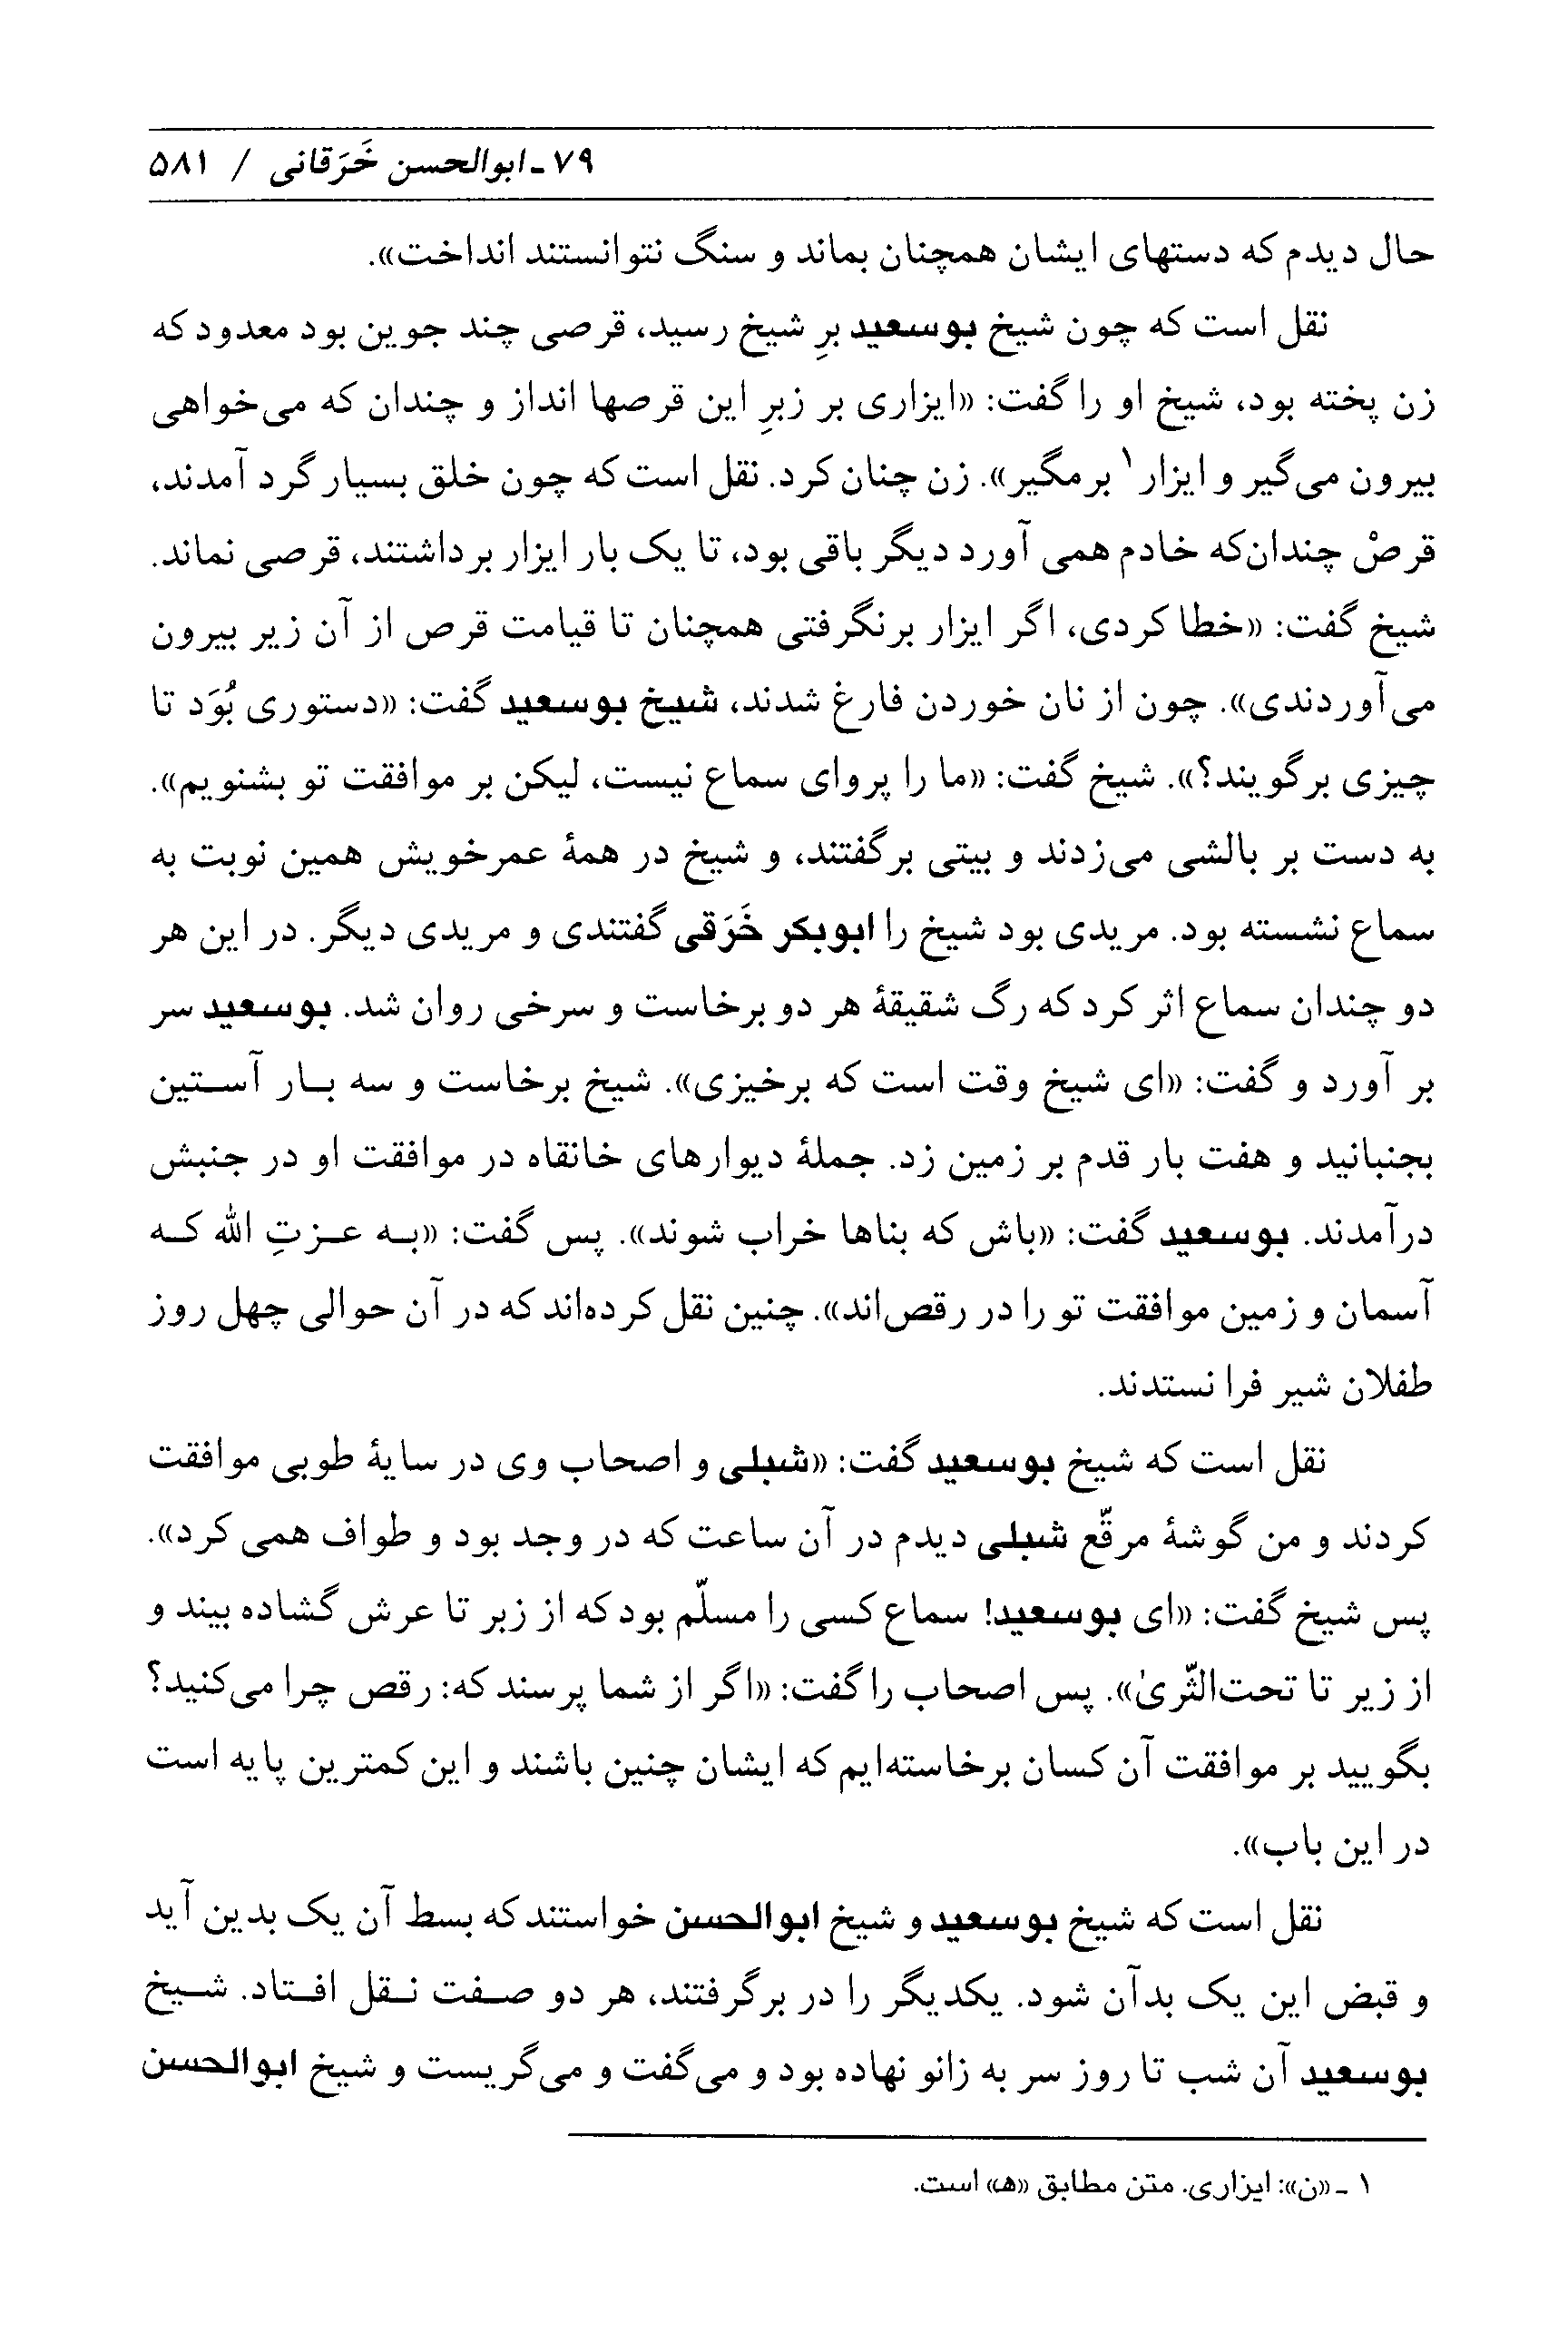 ۷۹ ـ ابوالحسن خَرَقانی / ۵۸۱
حال دیدم که دستهای ایشان همچنان بماند و سنگ نتوانستند انداخت».
نقل است که چون شیخ بوسعید برِ شیخ رسید، قرصی چند جوین بود معدود که
زن پخته بود، شیخ او را گفت: «ایزاری بر زبرِ این قرصها انداز و چندان که می‌خواهی
بیرون می‌گیر و ایزار۱ برمگیر». زن چنان کرد. نقل است که چون خلق بسیار گرد آمدند،
قرصْ چندان‌که خادم همی آورد دیگر باقی بود، تا یک بار ایزار برداشتند، قرصی نماند.
شیخ گفت: «خطا کردی، اگر ایزار برنگرفتی همچنان تا قیامت قرص از آن زیر بیرون
می‌آوردندی». چون از نان خوردن فارغ شدند، شیخ بوسعید گفت: «دستوری بُوَد تا
چیزی برگویند؟». شیخ گفت: «ما را پروای سماع نیست، لیکن بر موافقت تو بشنویم».
به دست بر بالشی می‌زدند و بیتی برگفتند، و شیخ در همهٔ عمرخویش همین نوبت به
سماع نشسته بود. مریدی بود شیخ را ابوبکر خَرَقی گفتندی و مریدی دیگر. در این هر
دو چندان سماع اثر کرد که رگ شقیقهٔ هر دو برخاست و سرخی روان شد. بوسعید سر
بر آورد و گفت: «ای شیخ وقت است که برخیزی». شیخ برخاست و سه بـار آسـتین
بجنبانید و هفت بار قدم بر زمین زد. جملهٔ دیوارهای خانقاه در موافقت او در جنبش
درآمدند. بوسعید گفت: «باش که بناها خراب شوند». پس گفت: «بـه عـزتِ الله کـه
آسمان و زمین موافقت تو را در رقص‌اند». چنین نقل کرده‌اند که در آن حوالی چهل روز
طفلان شیر فرا نستدند.
نقل است که شیخ بوسعید گفت: «شبلی و اصحاب وی در سایهٔ طوبی موافقت
کردند و من گوشهٔ مرقّع شبلی دیدم در آن ساعت که در وجد بود و طواف همی کرد».
پس شیخ گفت: «ای بوسعید! سماع کسی را مسلّم بود که از زبر تا عرش گشاده بیند و
از زیر تا تحت‌الثّریٰ». پس اصحاب را گفت: «اگر از شما پرسند که: رقص چرا می‌کنید؟
بگویید بر موافقت آن کسان برخاسته‌ایم که ایشان چنین باشند و این کمترین پایه است
در این باب».
نقل است که شیخ بوسعید و شیخ ابوالحسن خواستند که بسط آن یک بدین آید
و قبض این یک بدآن شود. یکدیگر را در برگرفتند، هر دو صـفت نـقل افـتاد. شـیخ
بوسعید آن شب تا روز سر به زانو نهاده بود و می‌گفت و می‌گریست و شیخ ابوالحسن
۱ ـ «ن»: ایزاری. متن مطابق «ه‍» است.